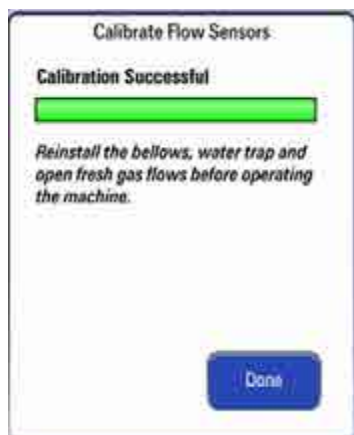 Calibrate Flow Sensors
Calibration Successful
Reinstall the bellows, water trap and
open fresh gas flows before operating
the machine.
Done